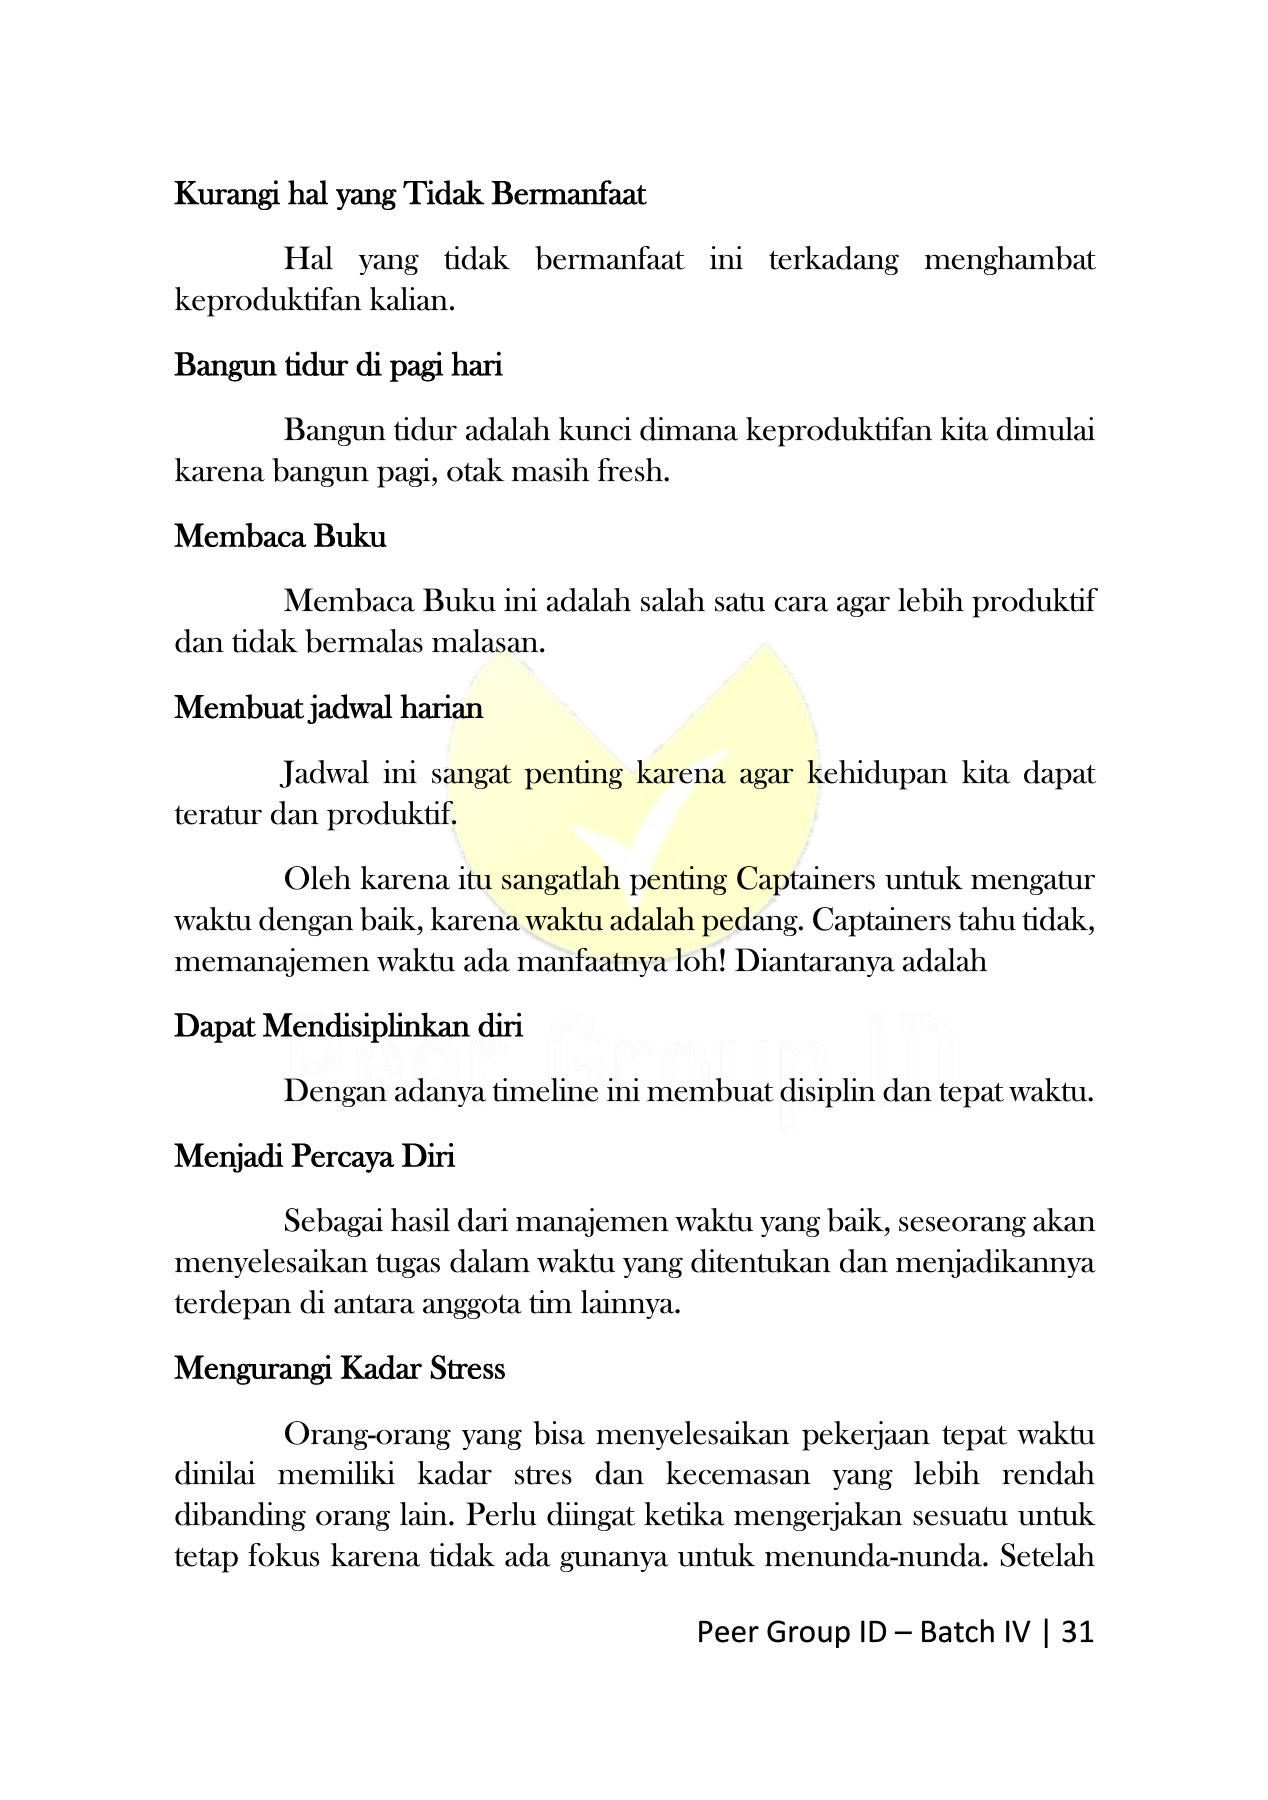 Kurangi hal yang Tidak Bermanfaat
Hal yang tidak bermanfaat ini terkadang menghambat
keproduktifan kalian.
Bangun tidur di pagi hari
Bangun tidur adalah kunci dimana keproduktifan kita dimulai
karena bangun pagi, otak masih fresh.
Membaca Buku
Membaca Buku ini adalah salah satu cara agar lebih produktif
dan tidak bermalas malasan.
Membuat jadwal harian
Jadwal ini sangat penting karena agar kehidupan kita dapat
teratur dan produktif.
Oleh karena itu sangatlah penting Captainers untuk mengatur
waktu dengan baik, karena waktu adalah pedang. Captainers tahu tidak,
memanajemen waktu ada manfaatnya loh! Diantaranya adalah
Dapat Mendisiplinkan diri
Peer Group ID
Dengan adanya timeline ini membuat disiplin dan tepat waktu.
Menjadi Percaya Diri
Sebagai hasil dari manajemen waktu yang baik, seseorang akan
menyelesaikan tugas dalam waktu yang ditentukan dan menjadikannya
terdepan di antara anggota tim lainnya.
Mengurangi Kadar Stress
Orang-orang yang bisa menyelesaikan pekerjaan tepat waktu
dinilai memiliki kadar stres dan kecemasan yang lebih rendah
dibanding orang lain. Perlu diingat ketika mengerjakan sesuatu untuk
tetap fokus karena tidak ada gunanya untuk menunda-nunda. Setelah
Peer Group ID – Batch IV | 31